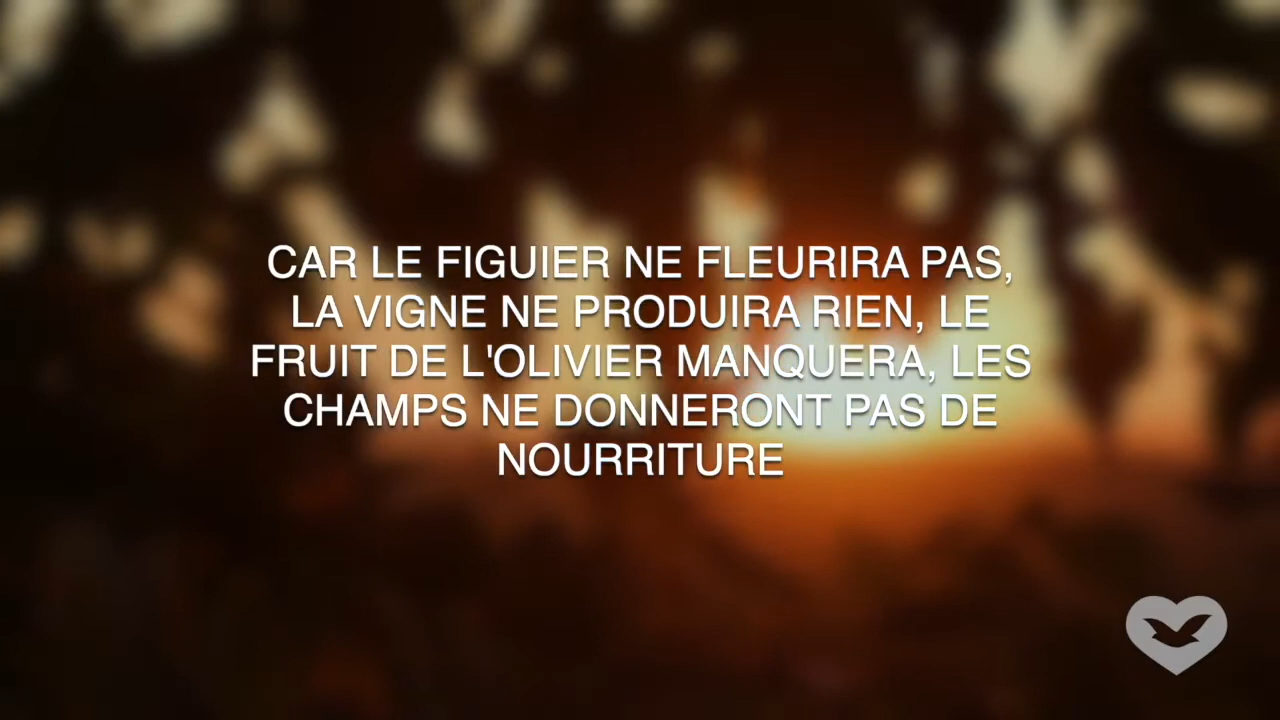 CAR LE FIGUIER NE FLEURIRA PAS,
LA VIGNE NE PRODUIRA RIEN, LE
FRUIT DE L'OLIVIER MANQUERA, LES
CHAMPS NE DONNERONT PAS DE
NOURRITURE